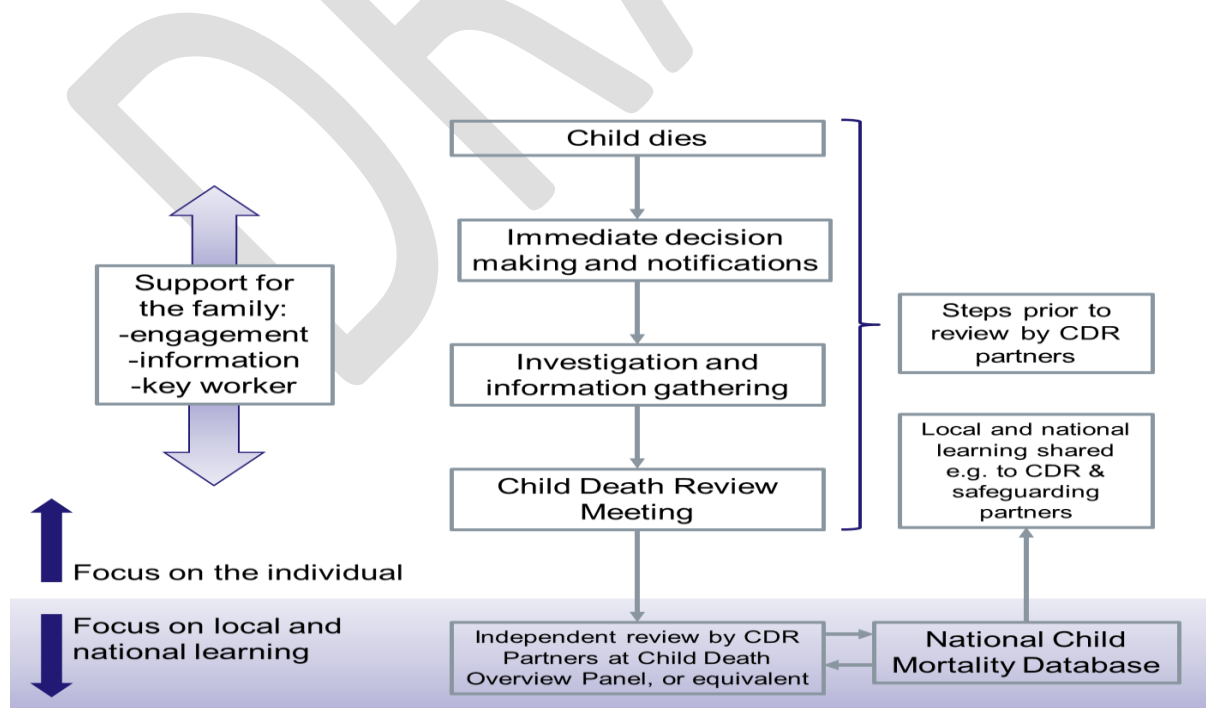 Child dies
Immediate decision
making and notifications
Support for
the family:
-engagement
-information
-key worker
Steps prior to
review by CDR
partners
Investigation and
information gathering
Local and national
learning shared
e.g. to CDR &
safeguarding
partners
Child Death Review
Meeting
Focus on the individual
Focus on local and
national learning
Independent review by CDR
Partners at Child Death
Overview Panel, or equivalent
National Child
Mortality Database